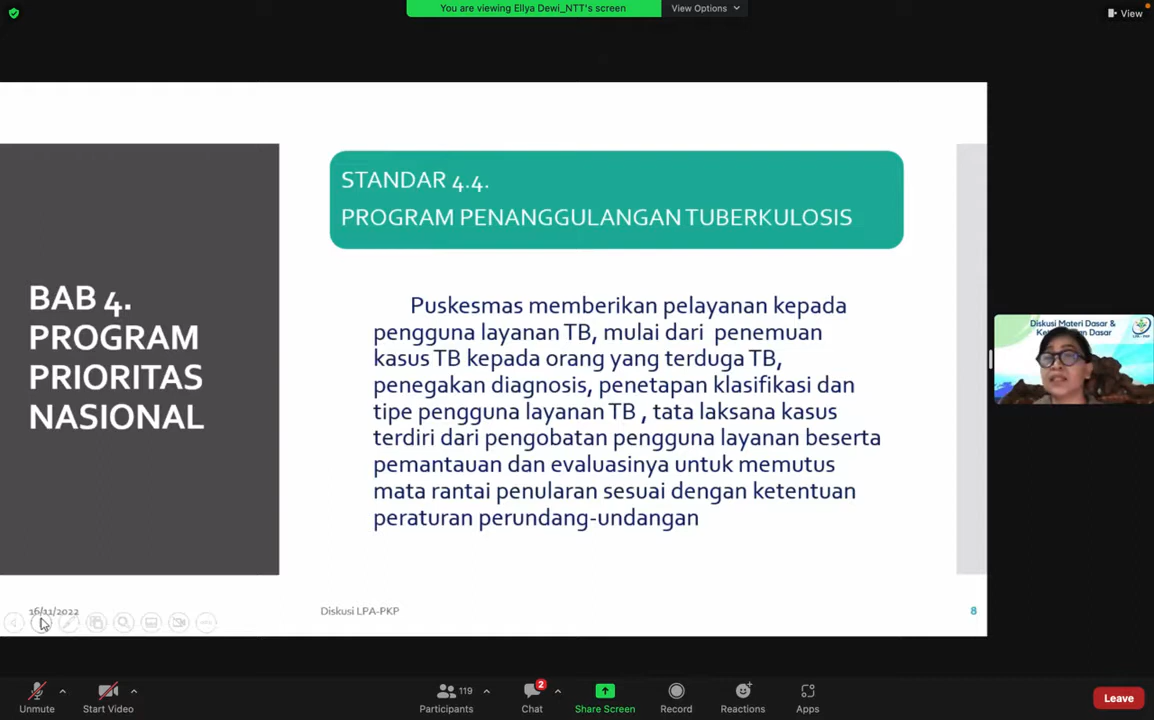 You are viewing Ellya Dewi_NTT's screen
View Options
View
STANDAR 4.4.
PROGRAM PENANGGULANGAN TUBERKULOSIS
BAB 4.
PROGRAM
PRIORITAS
NASIONAL
Puskesmas memberikan pelayanan kepada
pengguna layanan TB, mulai dari penemuan
kasus TB kepada orang yang terduga TB,
penegakan diagnosis, penetapan klasifikasi dan
tipe pengguna layanan TB , tata laksana kasus
terdiri dari pengobatan pengguna layanan beserta
pemantauan dan evaluasinya untuk memutus
mata rantai penularan sesuai dengan ketentuan
peraturan perundang-undangan
Diskusi Materi Dasar &
Dasar
16/11/2022
Diskusi LPA-PKP
8
Unmute
Start Video
119
Participants
2
Chat
Share Screen
Record
Reactions
Apps
Leave